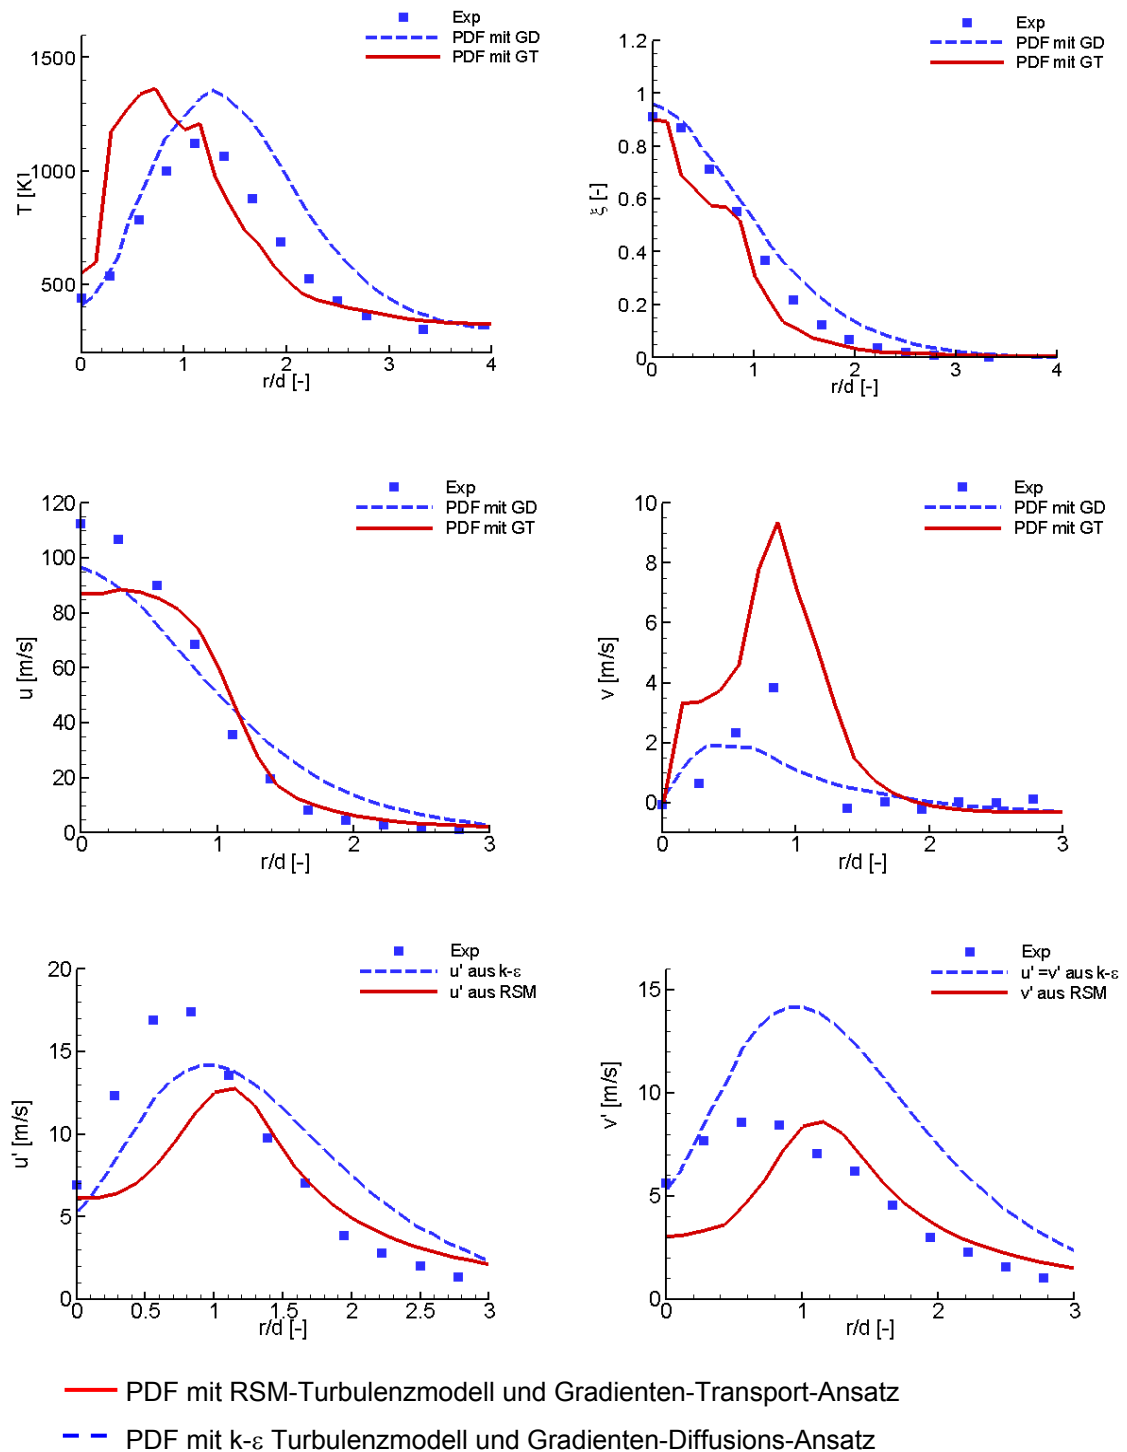 Exp
PDF mit GD
PDF mit GT
1500
1000
500
T [K]
0 1 2 3 4
r/d [-]
Exp
PDF mit GD
PDF mit GT
1.2
1
0.8
0.6
0.4
0.2
0
ξ [-]
0 1 2 3 4
r/d [-]
Exp
PDF mit GD
PDF mit GT
120
100
80
60
40
20
0
u [m/s]
0 1 2 3
r/d [-]
Exp
PDF mit GD
PDF mit GT
10
8
6
4
2
0
v [m/s]
0 1 2 3
r/d [-]
Exp
u' aus k-ε
u' aus RSM
20
15
10
5
0
u' [m/s]
0 0.5 1 1.5 2 2.5 3
r/d [-]
Exp
u' =v' aus k-ε
v' aus RSM
15
10
5
0
v' [m/s]
0 1 2 3
r/d [-]
PDF mit RSM-Turbulenzmodell und Gradienten-Transport-Ansatz
PDF mit k-ε Turbulenzmodell und Gradienten-Diffusions-Ansatz